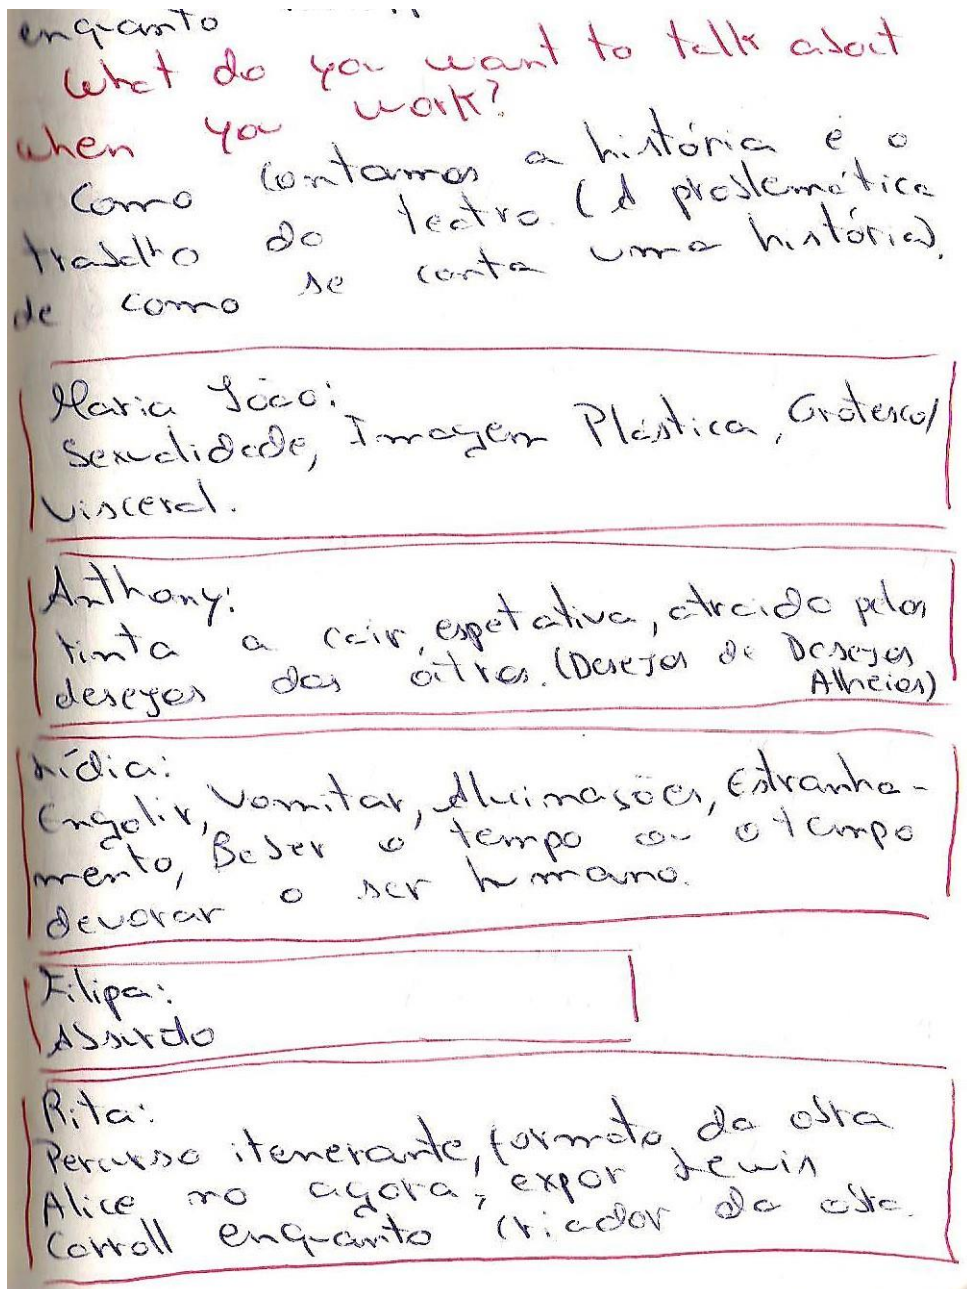 enquanto
What do you want to talk about
when you work?
Como contamos a história é o
trabalho do teatro. (A problemática
de como se conta uma história).
Maria João:
Sexualidade, Imagem Plástica, Grotesco/
visceral.
Anthony:
tinta a cair, espetativa, atraido pelos
desejos dos outros. (Desejos de Desejos
Alheios)
Lídia:
Engolir, Vomitar, Alucinações, Estranha-
mento, Beber o tempo ou o tempo
devorar o ser humano.
Filipa:
Absurdo
Rita:
Percurso itenerante, formato da obra
Alice no agora, expor Lewis
Carroll enquanto criador da obra.